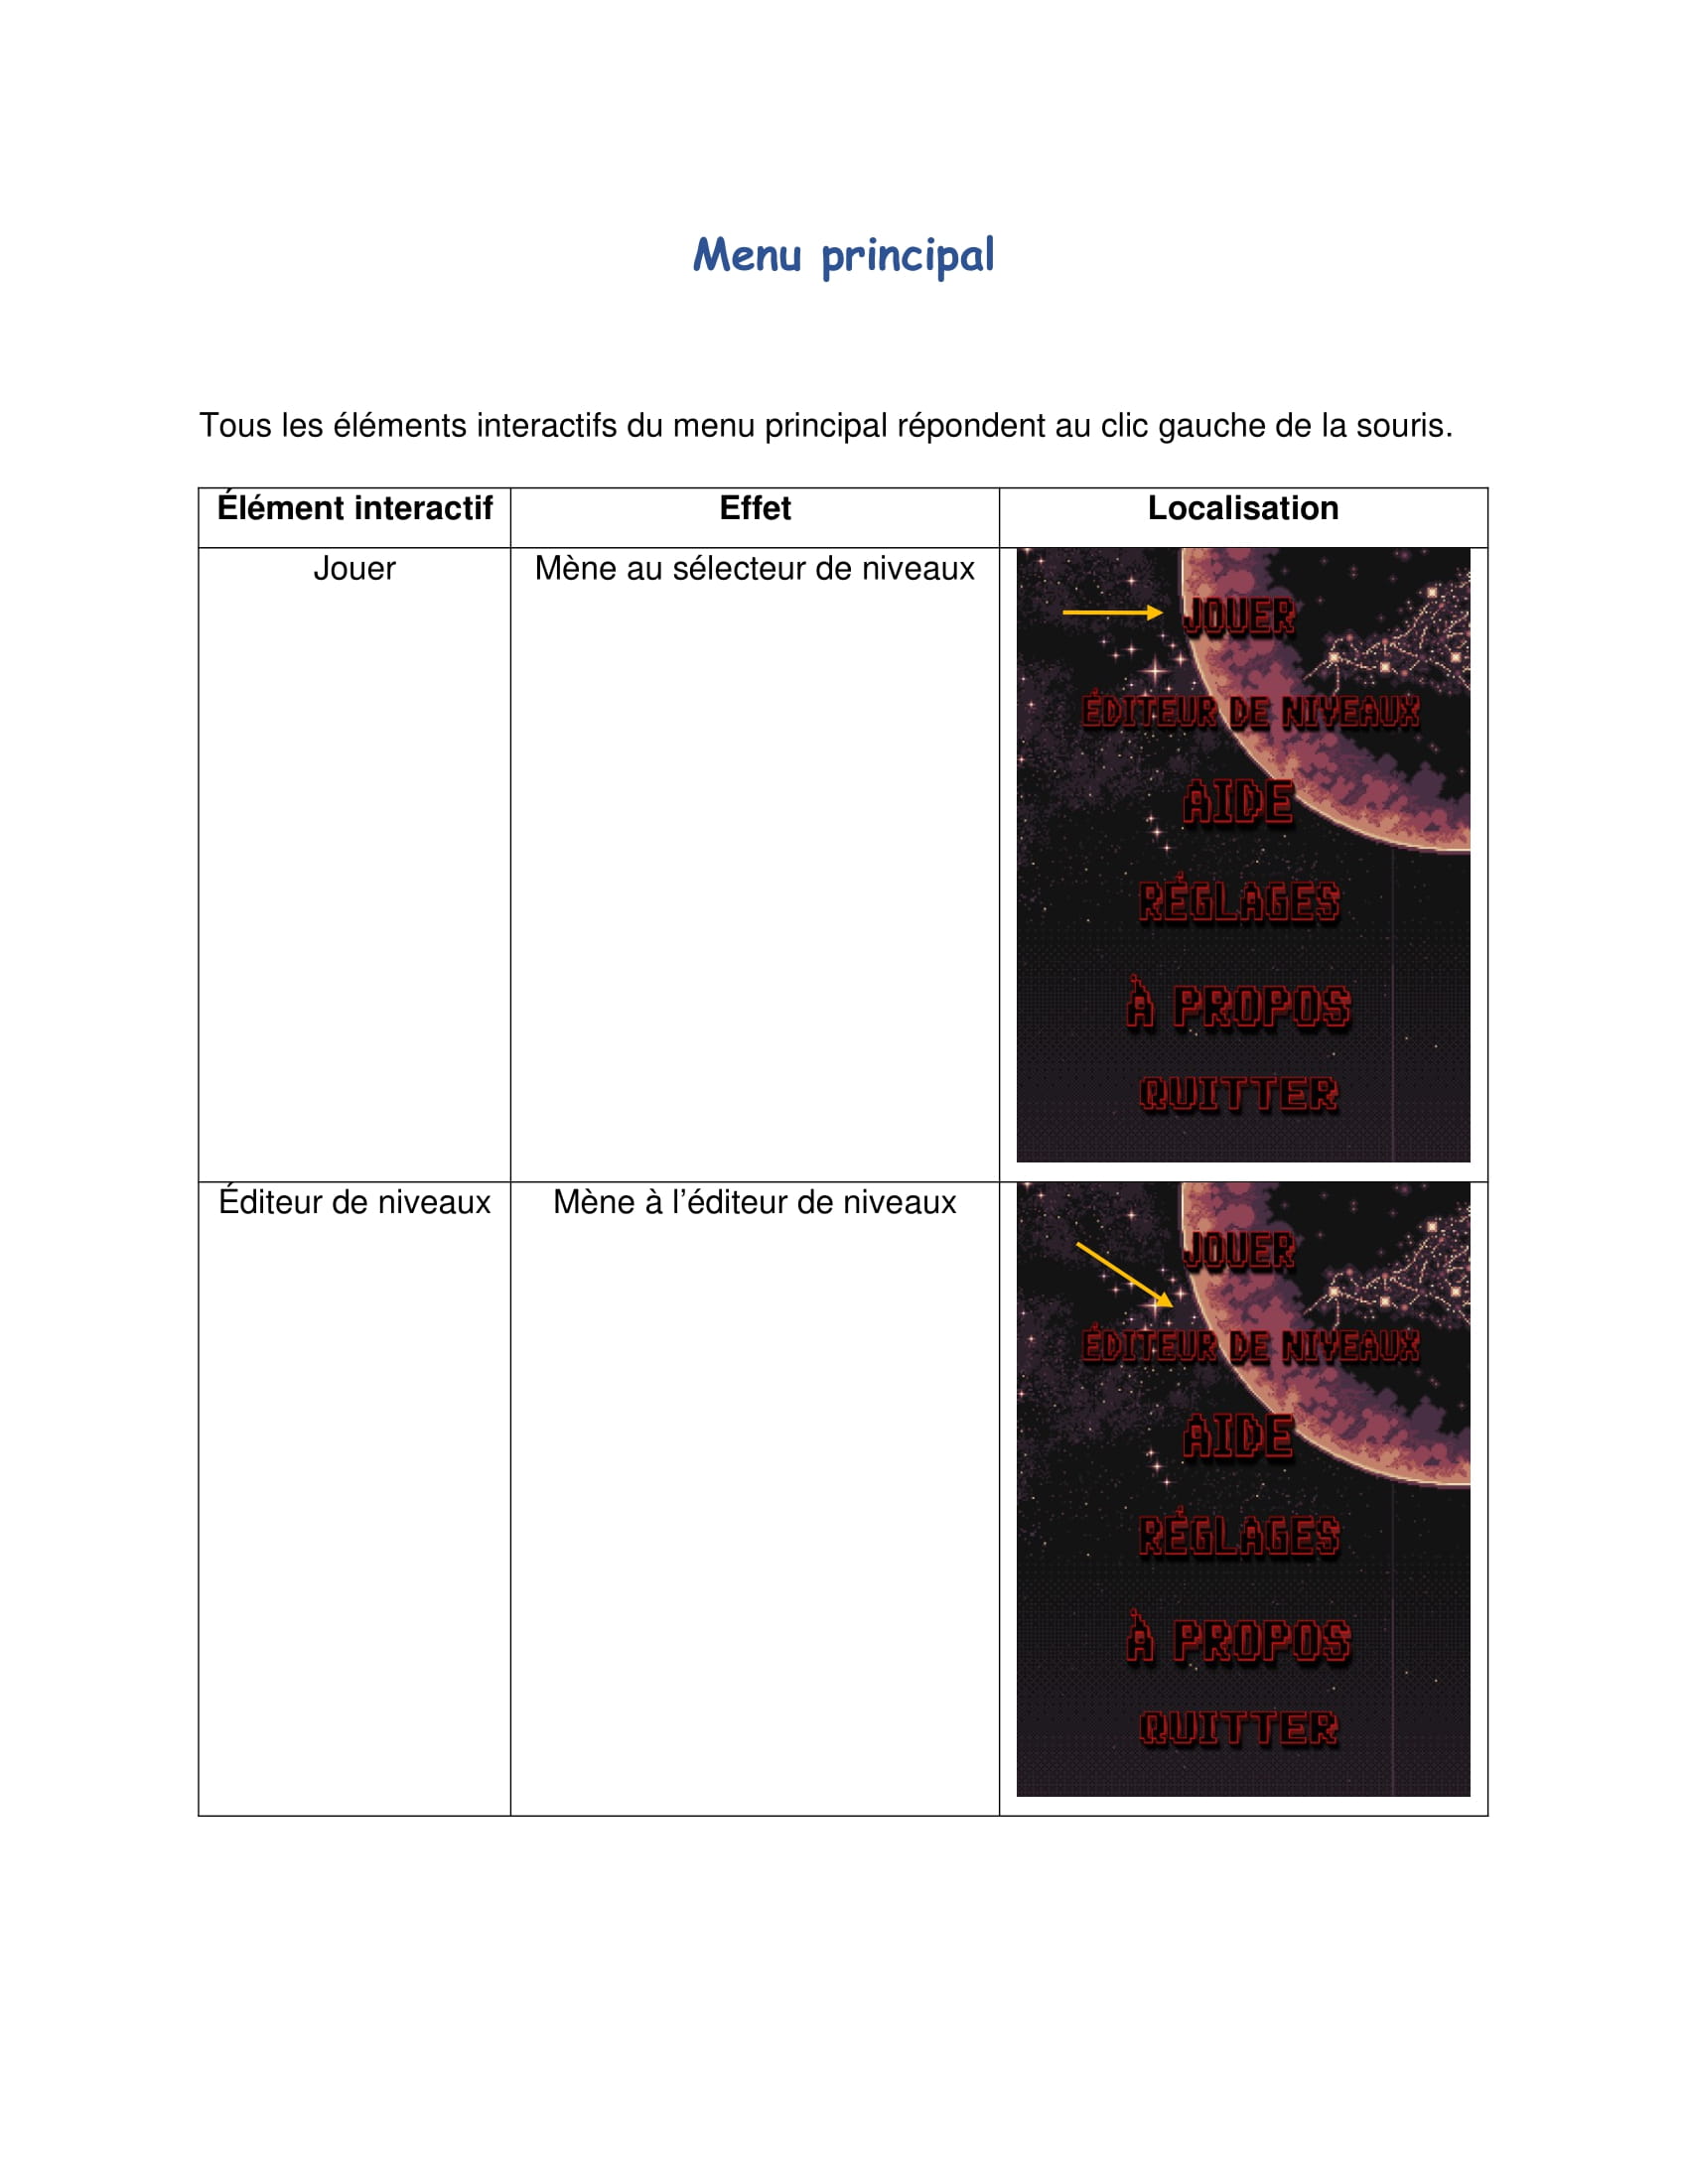 Menu principal
Tous les éléments interactifs du menu principal répondent au clic gauche de la souris.
Élément interactif Effet Localisation
Jouer Mène au sélecteur de niveaux
JOUER
ÉDITEUR DE NIVEAUX
AIDE
RÉGLAGES
À PROPOS
QUITTER
Éditeur de niveaux Mène à l’éditeur de niveaux
JOUER
ÉDITEUR DE NIVEAUX
AIDE
RÉGLAGES
À PROPOS
QUITTER